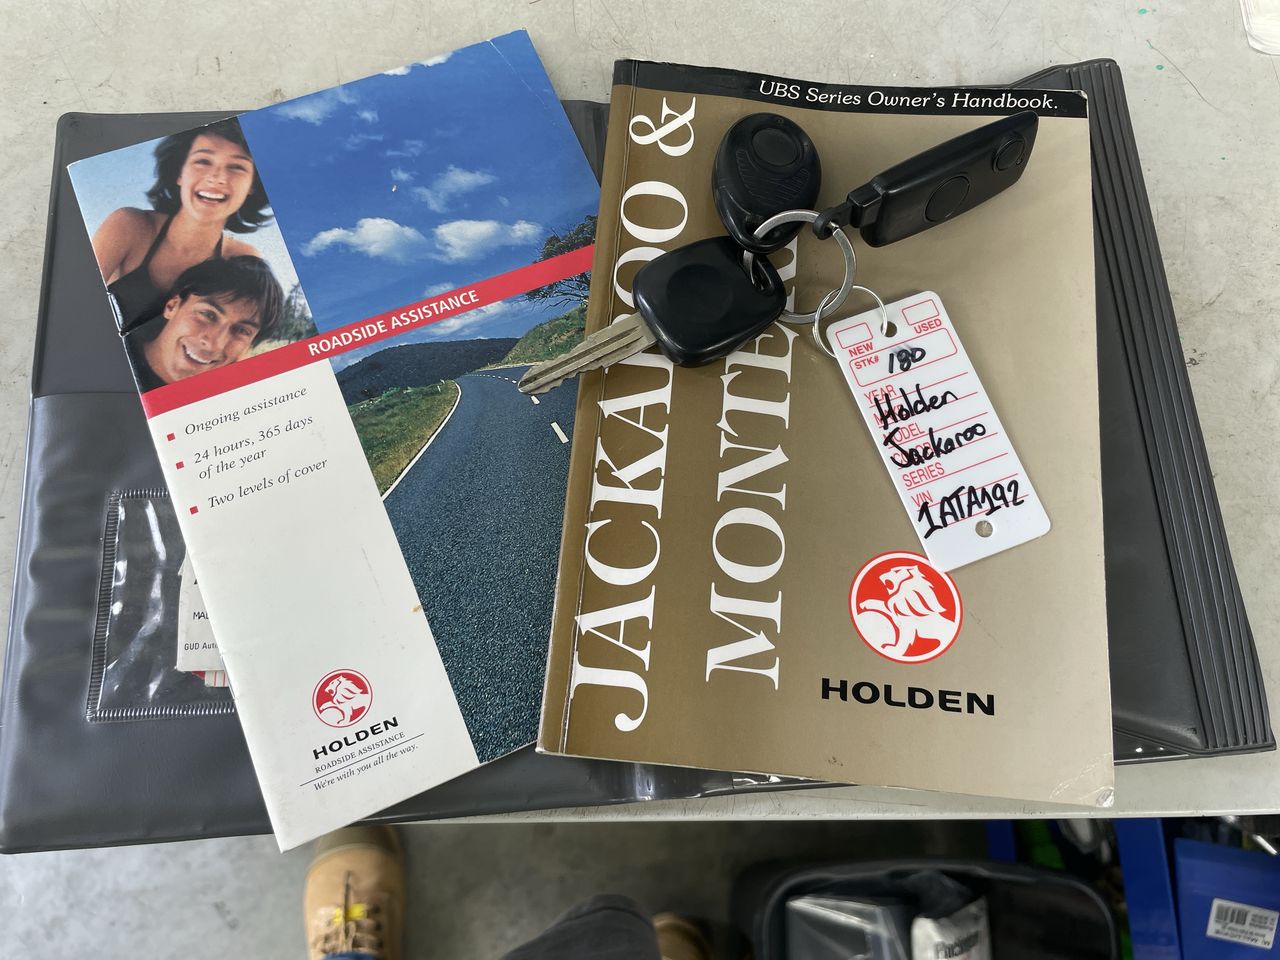 ROADSIDE ASSISTANCE
Ongoing assistance
24 hours, 365 days
of the year
Two levels of cover
HOLDEN
ROADSIDE ASSISTANCE
We're with you all the way.
GUD Auto
UBS Series Owner's Handbook.
JACKAROO &
HOLDEN
NEW
USED
STK#
180
YEAR
Holden
Jackaroo
SERIES
VIN
1ATA192